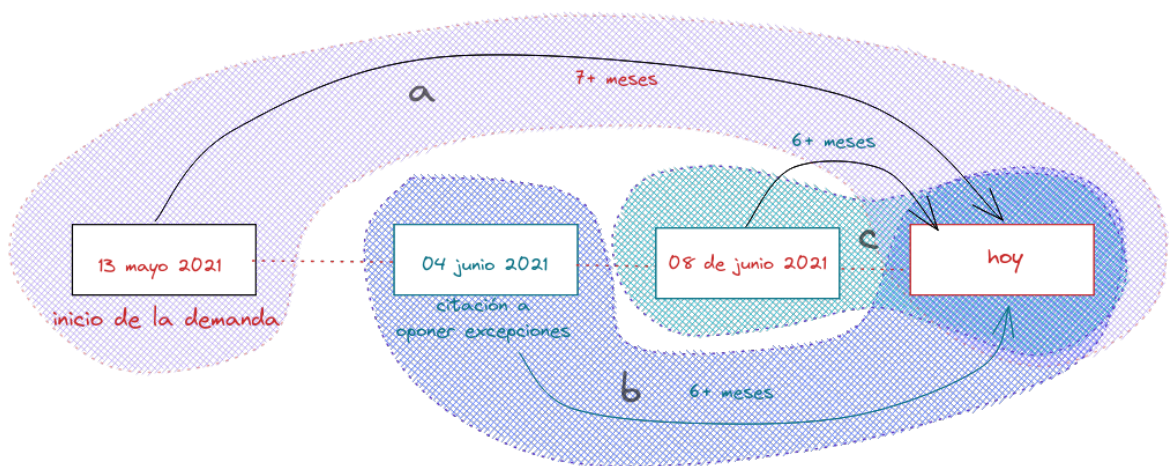 7+ meses
a
6+ meses
13 mayo 2021
04 junio 2021
08 de junio 2021
c
hoy
inicio de la demanda
citación a
oponer excepciones
b
6+ meses